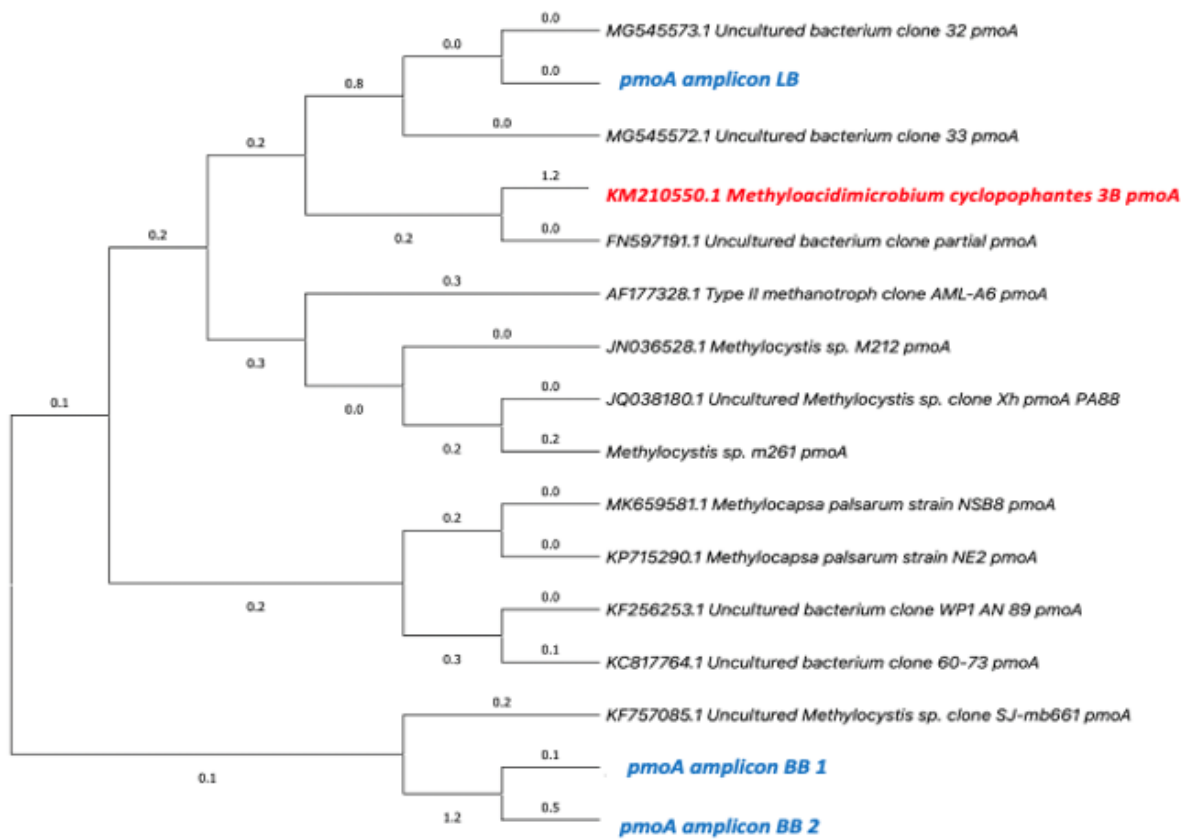 0.0
MG545573.1 Uncultured bacterium clone 32 pmoA
0.0
0.0
pmoA amplicon LB
0.8
0.0
MG545572.1 Uncultured bacterium clone 33 pmoA
0.2
1.2
KM210550.1 Methyloacidimicrobium cyclopophantes 3B pmoA
0.2
0.0
FN597191.1 Uncultured bacterium clone partial pmoA
0.2
0.3
AF177328.1 Type II methanotroph clone AML-A6 pmoA
0.3
0.0
JN036528.1 Methylocystis sp. M212 pmoA
0.0
0.0
JQ038180.1 Uncultured Methylocystis sp. clone Xh pmoA PA88
0.1
0.2
0.2
Methylocystis sp. m261 pmoA
0.0
MK659581.1 Methylocapsa palsarum strain NSB8 pmoA
0.2
0.0
KP715290.1 Methylocapsa palsarum strain NE2 pmoA
0.2
0.0
KF256253.1 Uncultured bacterium clone WP1 AN 89 pmoA
0.3
0.1
KC817764.1 Uncultured bacterium clone 60-73 pmoA
0.2
KF757085.1 Uncultured Methylocystis sp. clone SJ-mb661 pmoA
0.1
0.1
pmoA amplicon BB 1
1.2
0.5
pmoA amplicon BB 2